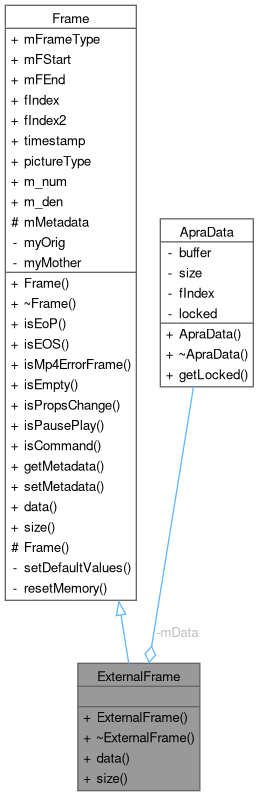 Frame
+ mFrameType
+ mFStart
+ mFEnd
+ fIndex
+ fIndex2
+ timestamp
+ pictureType
+ m_num
+ m_den
# mMetadata
- myOrig
- myMother
+ Frame()
+ ~Frame()
+ isEoP()
+ isEOS()
+ isMp4ErrorFrame()
+ isEmpty()
+ isPropsChange()
+ isPausePlay()
+ isCommand()
+ getMetadata()
+ setMetadata()
+ data()
+ size()
# Frame()
- setDefaultValues()
- resetMemory()
ApraData
- buffer
- size
- fIndex
- locked
+ ApraData()
+ ~ApraData()
+ getLocked()
-mData
ExternalFrame
+ ExternalFrame()
+ ~ExternalFrame()
+ data()
+ size()